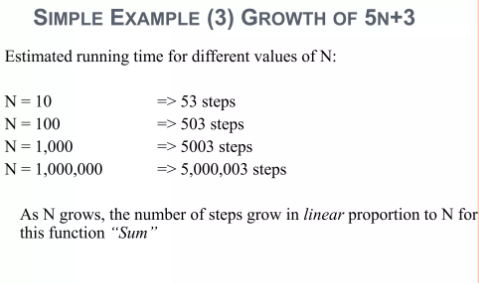 SIMPLE EXAMPLE (3) GROWTH OF 5N+3
Estimated running time for different values of N:
N = 10 => 53 steps
N = 100 => 503 steps
N = 1,000 => 5003 steps
N = 1,000,000 => 5,000,003 steps
As N grows, the number of steps grow in linear proportion to N for
this function “Sum”